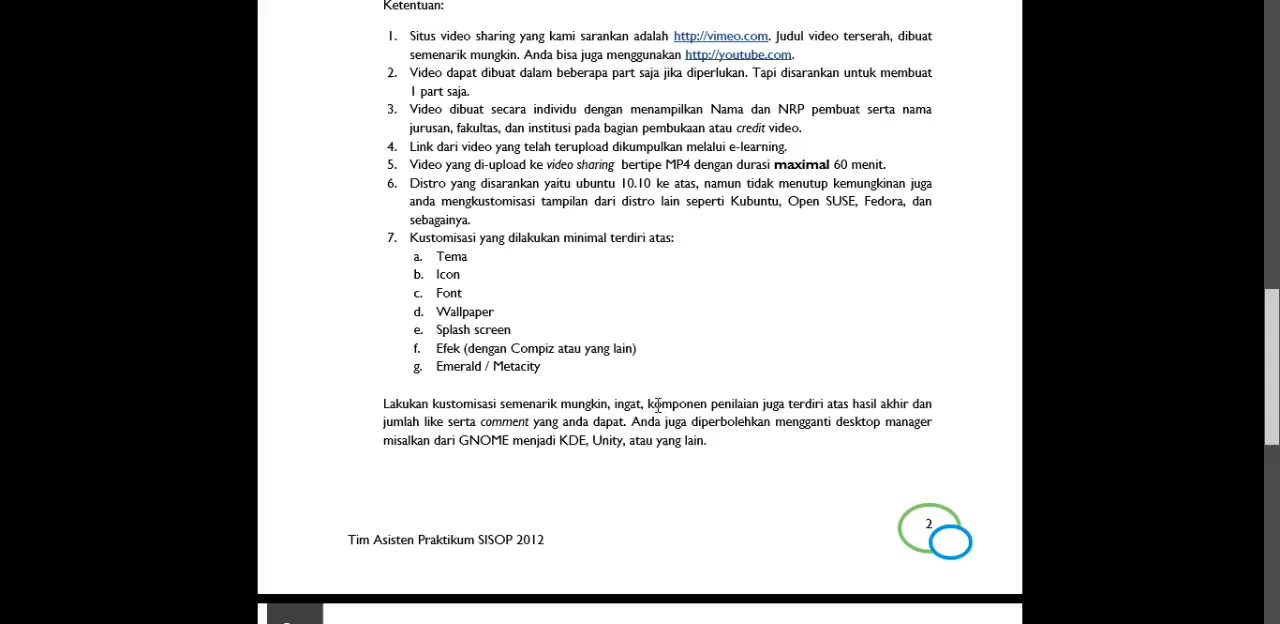 Ketentuan:
1. Situs video sharing yang kami sarankan adalah http://vimeo.com. Judul video terserah, dibuat
semenarik mungkin. Anda bisa juga menggunakan http://youtube.com.
2. Video dapat dibuat dalam beberapa part saja jika diperlukan. Tapi disarankan untuk membuat
1 part saja.
3. Video dibuat secara individu dengan menampilkan Nama dan NRP pembuat serta nama
jurusan, fakultas, dan institusi pada bagian pembukaan atau credit video.
4. Link dari video yang telah terupload dikumpulkan melalui e-learning.
5. Video yang di-upload ke video sharing bertipe MP4 dengan durasi maximal 60 menit.
6. Distro yang disarankan yaitu ubuntu 10.10 ke atas, namun tidak menutup kemungkinan juga
anda mengkustomisasi tampilan dari distro lain seperti Kubuntu, Open SUSE, Fedora, dan
sebagainya.
7. Kustomisasi yang dilakukan minimal terdiri atas:
a. Tema
b. Icon
c. Font
d. Wallpaper
e. Splash screen
f. Efek (dengan Compiz atau yang lain)
g. Emerald / Metacity
Lakukan kustomisasi semenarik mungkin, ingat, komponen penilaian juga terdiri atas hasil akhir dan
jumlah like serta comment yang anda dapat. Anda juga diperbolehkan mengganti desktop manager
misalkan dari GNOME menjadi KDE, Unity, atau yang lain.
2
Tim Asisten Praktikum SISOP 2012